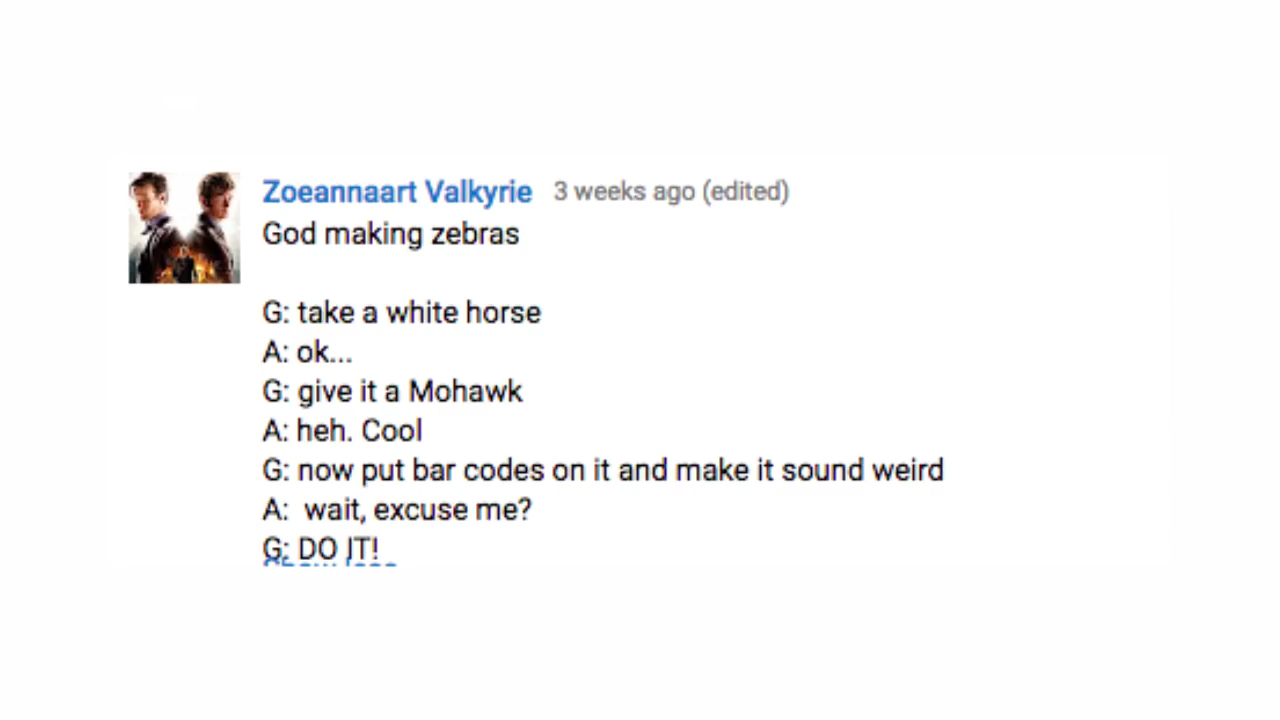 Zoeannaart Valkyrie 3 weeks ago (edited)
God making zebras
G: take a white horse
A: ok...
G: give it a Mohawk
A: heh. Cool
G: now put bar codes on it and make it sound weird
A:  wait, excuse me?
G: DO IT!